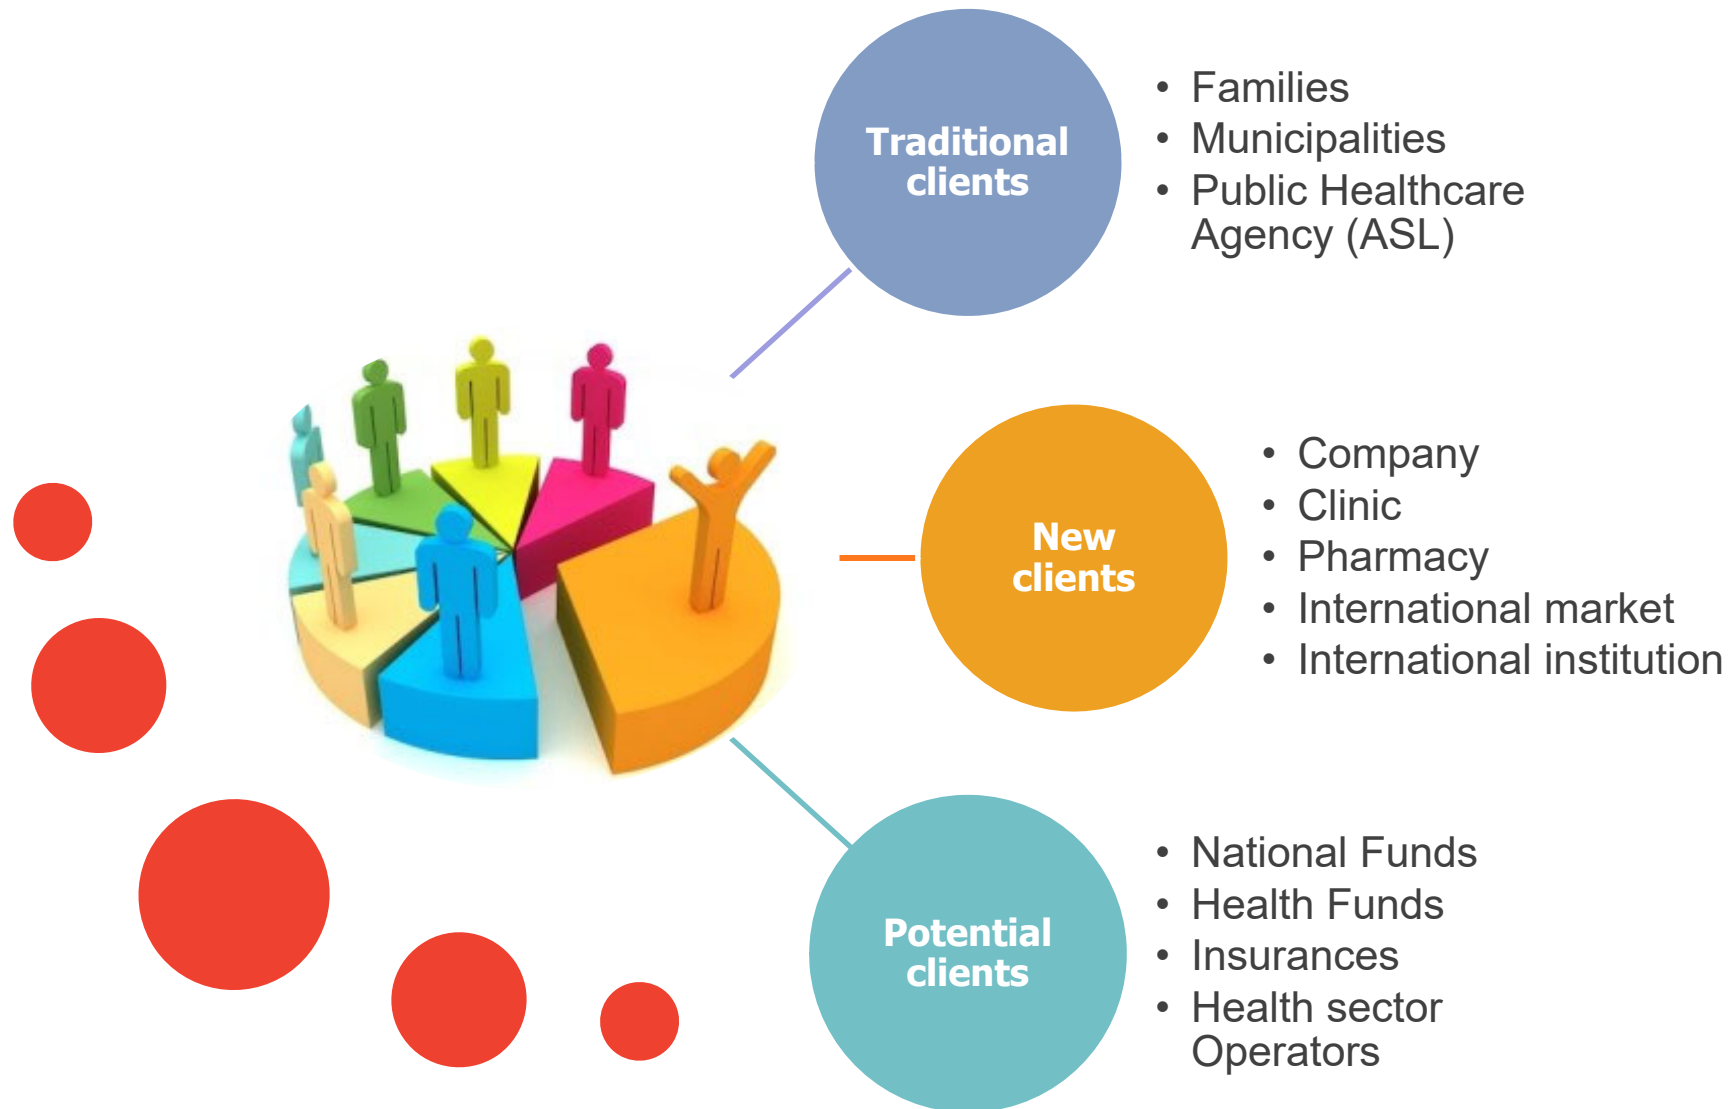 Traditional
clients
• Families
• Municipalities
• Public Healthcare
Agency (ASL)
New
clients
• Company
• Clinic
• Pharmacy
• International market
• International institution
Potential
clients
• National Funds
• Health Funds
• Insurances
• Health sector
Operators